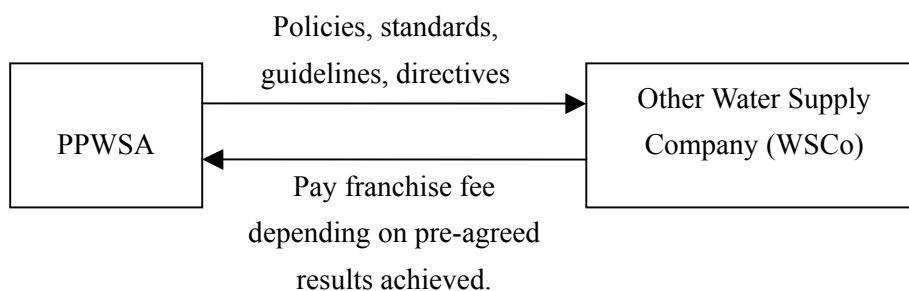 Policies, standards,
guidelines, directives
PPWSA
Other Water Supply
Company (WSCo)
Pay franchise fee
depending on pre-agreed
results achieved.